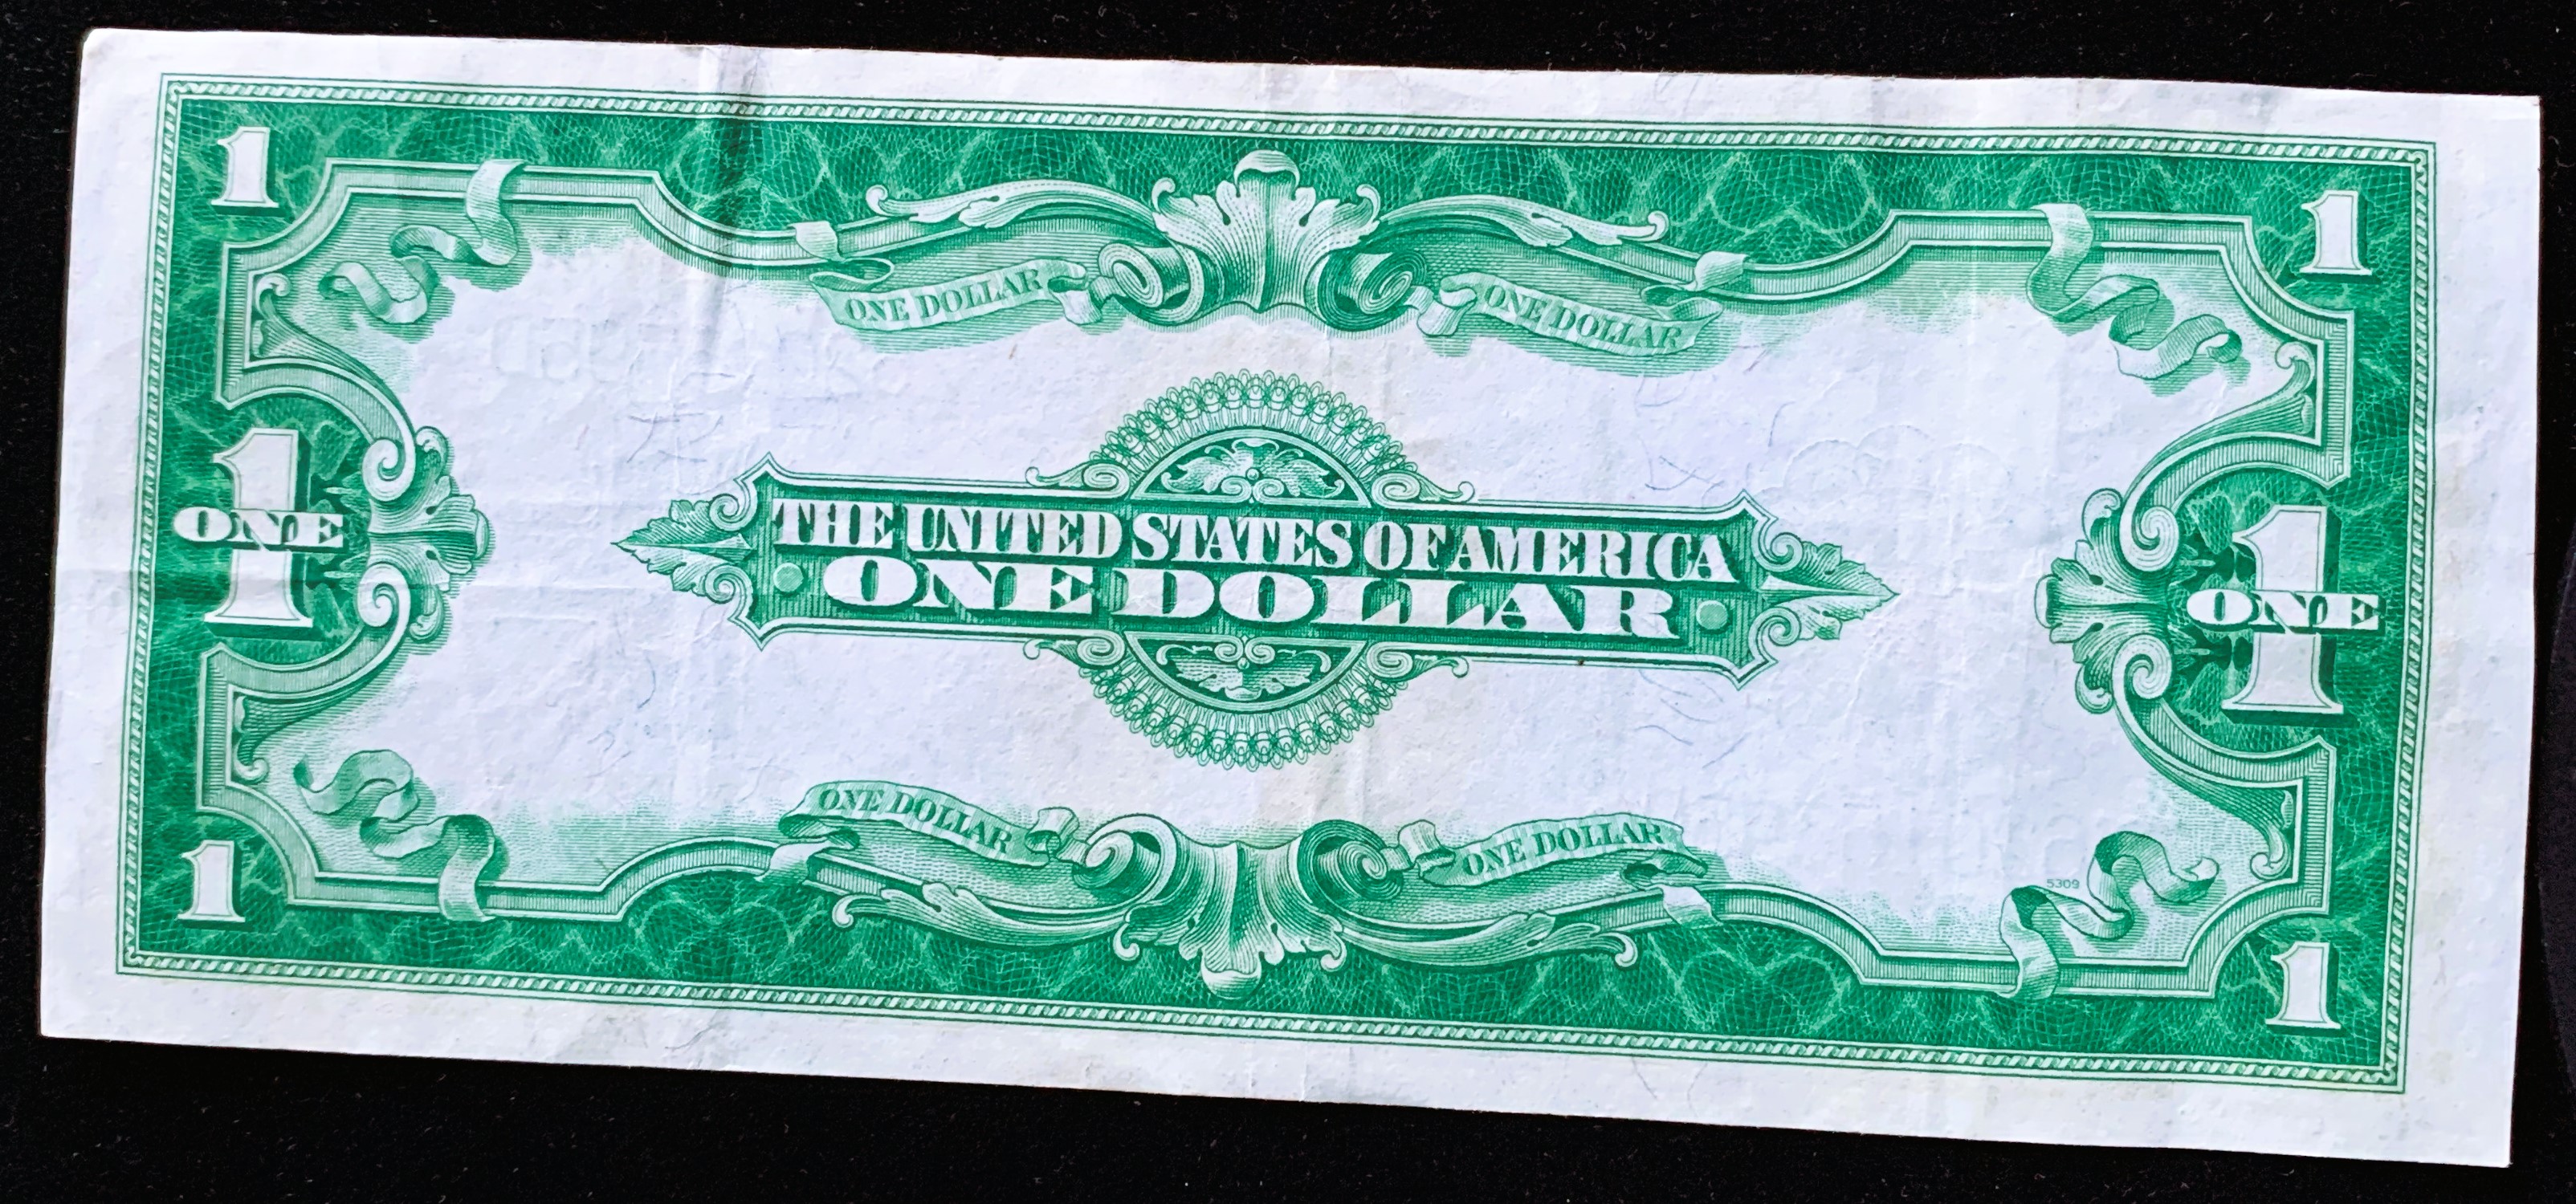 1 1
ONE DOLLAR ONE DOLLAR
1 1
ONE ONE
THE UNITED STATES OF AMERICA
ONE DOLLAR
ONE DOLLAR ONE DOLLAR
5309
1 1